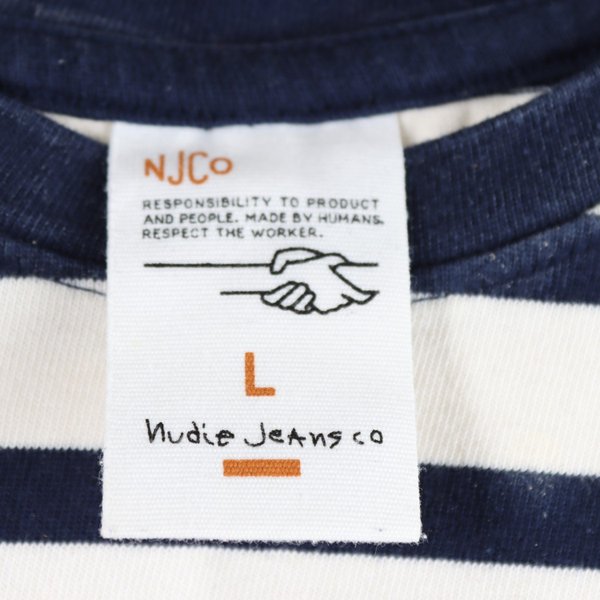 NJCo
RESPONSIBILITY TO PRODUCT
AND PEOPLE. MADE BY HUMANS.
RESPECT THE WORKER.
L
nudie Jeans co